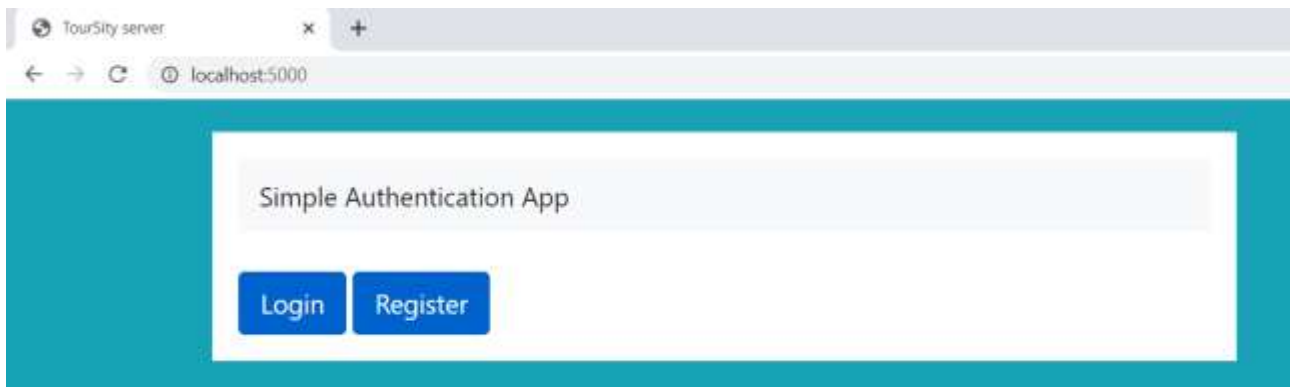 TourSity server
localhost:5000
Simple Authentication App
Login Register